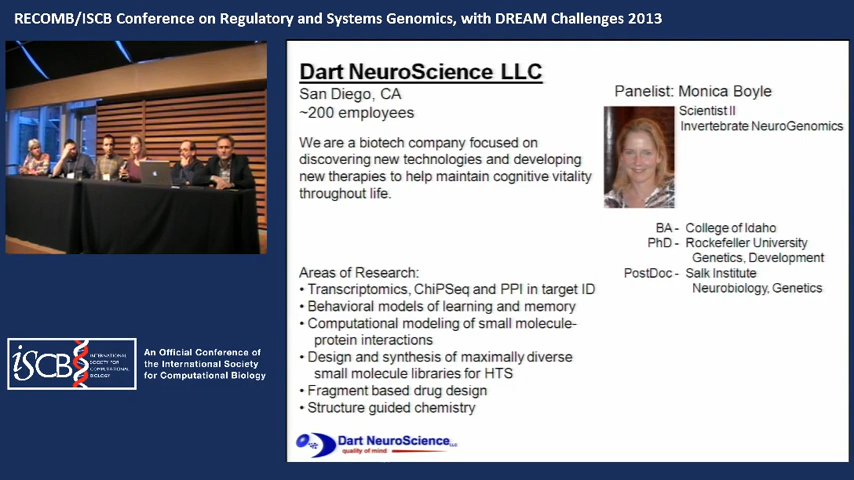 RECOMB/ISCB Conference on Regulatory and Systems Genomics, with DREAM Challenges 2013
Dart NeuroScience LLC
San Diego, CA
~200 employees
We are a biotech company focused on
discovering new technologies and developing
new therapies to help maintain cognitive vitality
throughout life.
Panelist: Monica Boyle
Scientist II
Invertebrate NeuroGenomics
BA - College of Idaho
PhD - Rockefeller University
Genetics, Development
PostDoc - Salk Institute
Neurobiology, Genetics
Areas of Research:
• Transcriptomics, ChiPSeq and PPI in target ID
• Behavioral models of learning and memory
• Computational modeling of small molecule-
protein interactions
• Design and synthesis of maximally diverse
small molecule libraries for HTS
• Fragment based drug design
• Structure guided chemistry
Dart NeuroScience LLC
quality of mind
iSCB
INTERNATIONAL
SOCIETY FOR
COMPUTATIONAL
BIOLOGY
An Official Conference of
the International Society
for Computational Biology